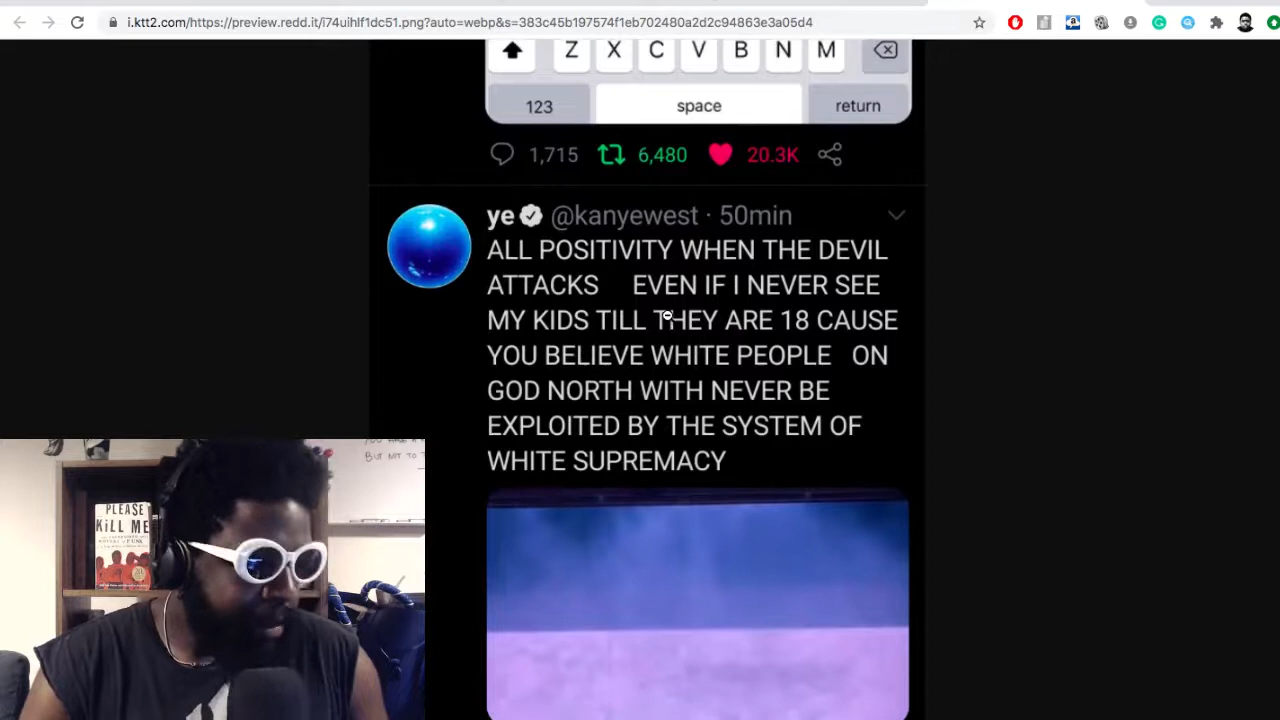 i.ktt2.com/https://preview.redd.it/i74uihlf1dc51.png?auto=webp&s=383c45b197574f1eb702480a2d2c94863e3a05d4
Z X C V B N M
123 space return
1,715 6,480 20.3K
ye @kanyewest · 50min
ALL POSITIVITY WHEN THE DEVIL
ATTACKS EVEN IF I NEVER SEE
MY KIDS TILL THEY ARE 18 CAUSE
YOU BELIEVE WHITE PEOPLE ON
GOD NORTH WITH NEVER BE
EXPLOITED BY THE SYSTEM OF
WHITE SUPREMACY
BUT NOT TO
PLEASE
KiLL ME